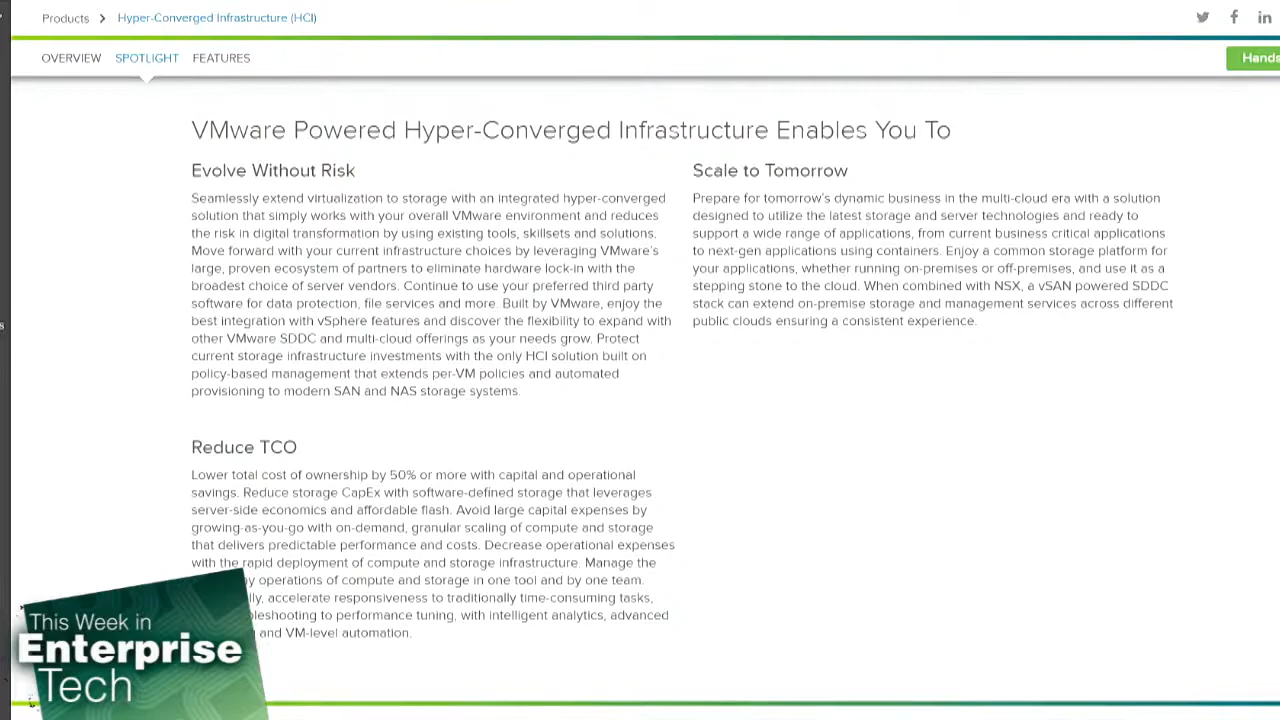 Products
Hyper-Converged Infrastructure (HCI)
OVERVIEW
SPOTLIGHT
FEATURES
Hands
VMware Powered Hyper-Converged Infrastructure Enables You To
Evolve Without Risk
Seamlessly extend virtualization to storage with an integrated hyper-converged
solution that simply works with your overall VMware environment and reduces
the risk in digital transformation by using existing tools, skillsets and solutions.
Move forward with your current infrastructure choices by leveraging VMware's
large, proven ecosystem of partners to eliminate hardware lock-in with the
broadest choice of server vendors. Continue to use your preferred third party
software for data protection, file services and more. Built by VMware, enjoy the
best integration with vSphere features and discover the flexibility to expand with
other VMware SDDC and multi-cloud offerings as your needs grow. Protect
current storage infrastructure investments with the only HCI solution built on
policy-based management that extends per-VM policies and automated
provisioning to modern SAN and NAS storage systems.
Scale to Tomorrow
Prepare for tomorrow's dynamic business in the multi-cloud era with a solution
designed to utilize the latest storage and server technologies and ready to
support a wide range of applications, from current business critical applications
to next-gen applications using containers. Enjoy a common storage platform for
your applications, whether running on-premises or off-premises, and use it as a
stepping stone to the cloud. When combined with NSX, a vSAN powered SDDC
stack can extend on-premise storage and management services across different
public clouds ensuring a consistent experience.
Reduce TCO
Lower total cost of ownership by 50% or more with capital and operational
savings. Reduce storage CapEx with software-defined storage that leverages
server-side economics and affordable flash. Avoid large capital expenses by
growing-as-you-go with on-demand, granular scaling of compute and storage
that delivers predictable performance and costs. Decrease operational expenses
with the rapid deployment of compute and storage infrastructure. Manage the
operations of compute and storage in one tool and by one team.
accelerate responsiveness to traditionally time-consuming tasks,
to performance tuning, with intelligent analytics, advanced
and VM-level automation.
This Week in
Enterprise
Tech